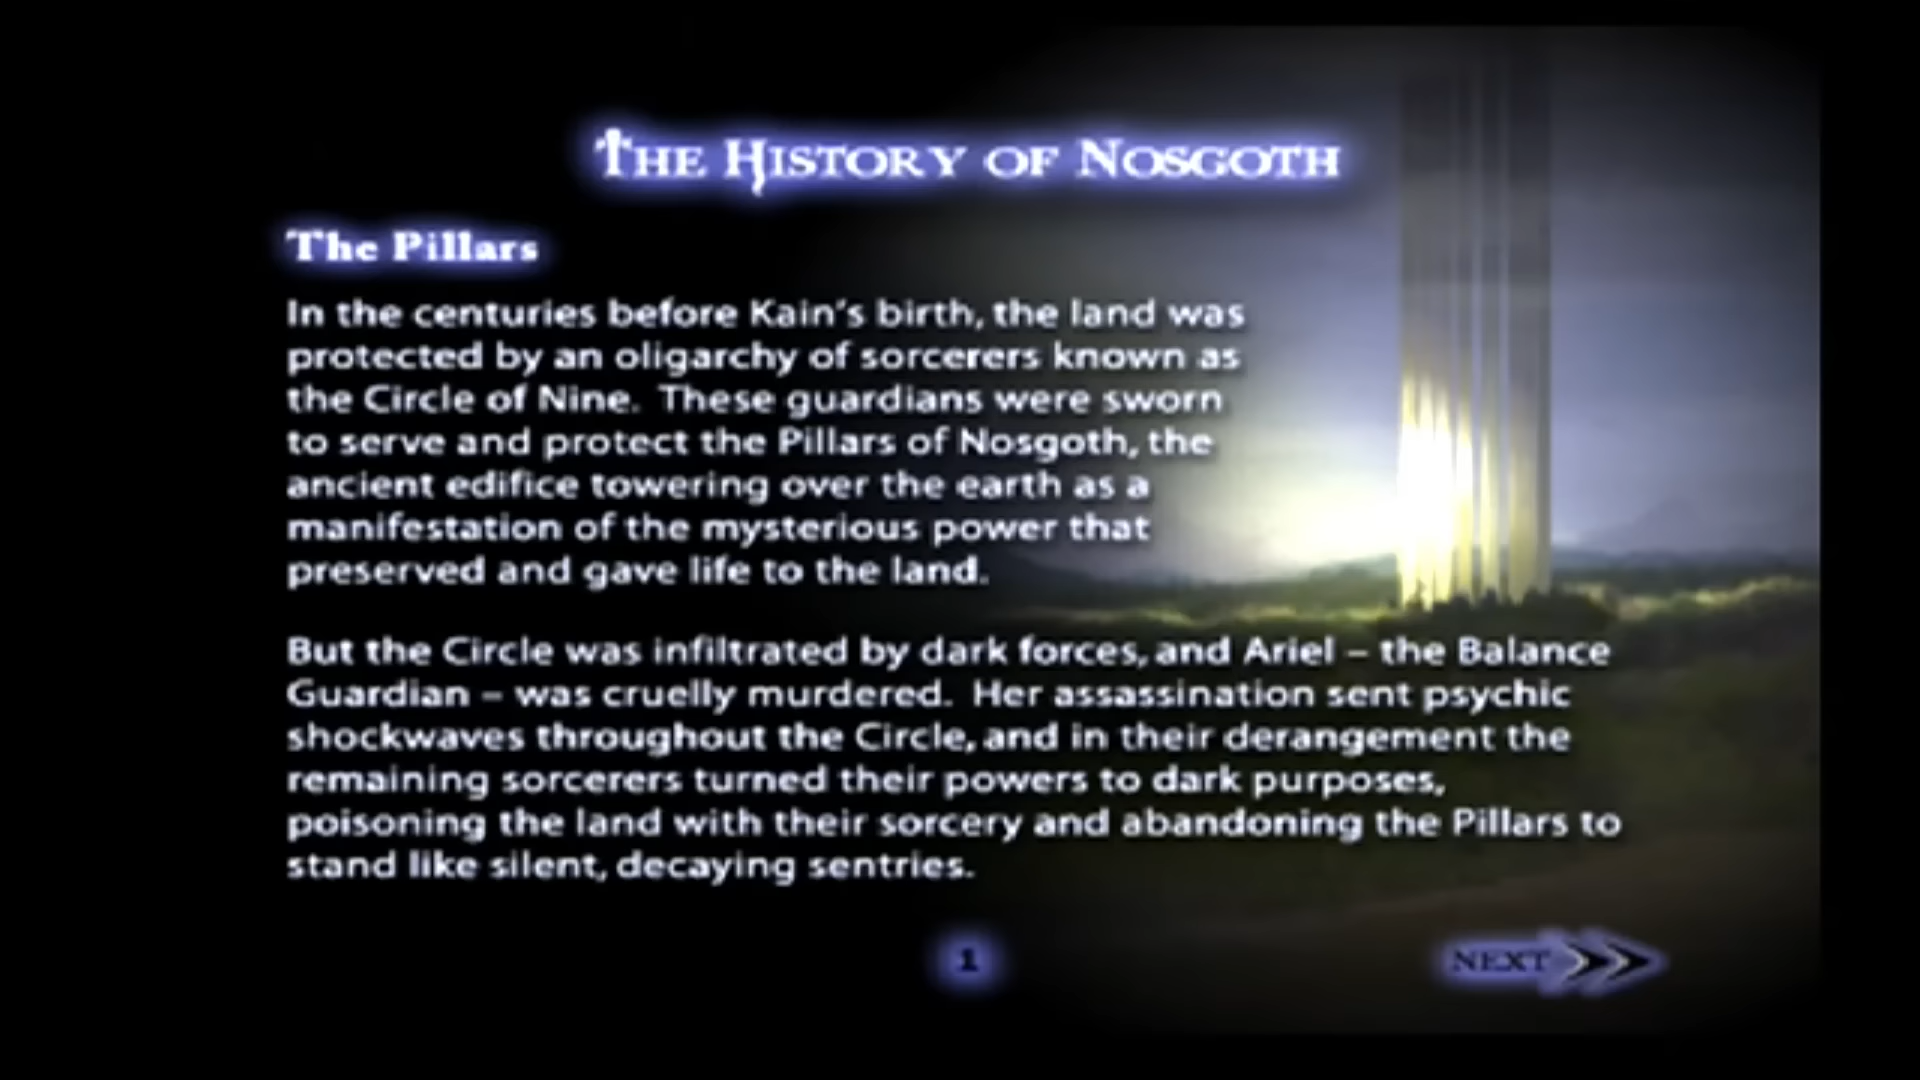 The History of Nosgoth
The Pillars
In the centuries before Kain's birth, the land was
protected by an oligarchy of sorcerers known as
the Circle of Nine.  These guardians were sworn
to serve and protect the Pillars of Nosgoth, the
ancient edifice towering over the earth as a
manifestation of the mysterious power that
preserved and gave life to the land.
But the Circle was infiltrated by dark forces, and Ariel – the Balance
Guardian – was cruelly murdered.  Her assassination sent psychic
shockwaves throughout the Circle, and in their derangement the
remaining sorcerers turned their powers to dark purposes,
poisoning the land with their sorcery and abandoning the Pillars to
stand like silent, decaying sentries.
1
NEXT